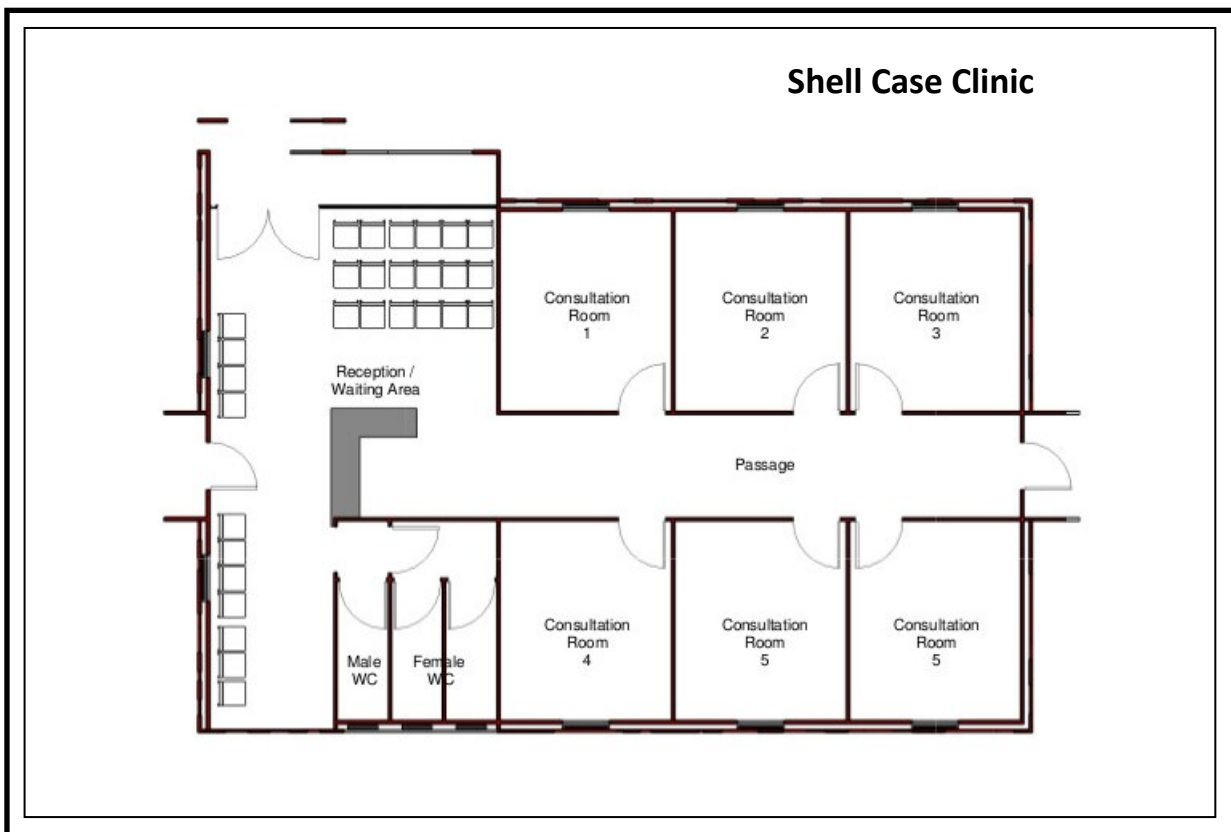 Shell Case Clinic
Consultation
Room
1
Consultation
Room
2
Consultation
Room
3
Reception /
Waiting Area
Passage
Consultation
Room
4
Consultation
Room
5
Consultation
Room
5
Male
WC
Female
WC